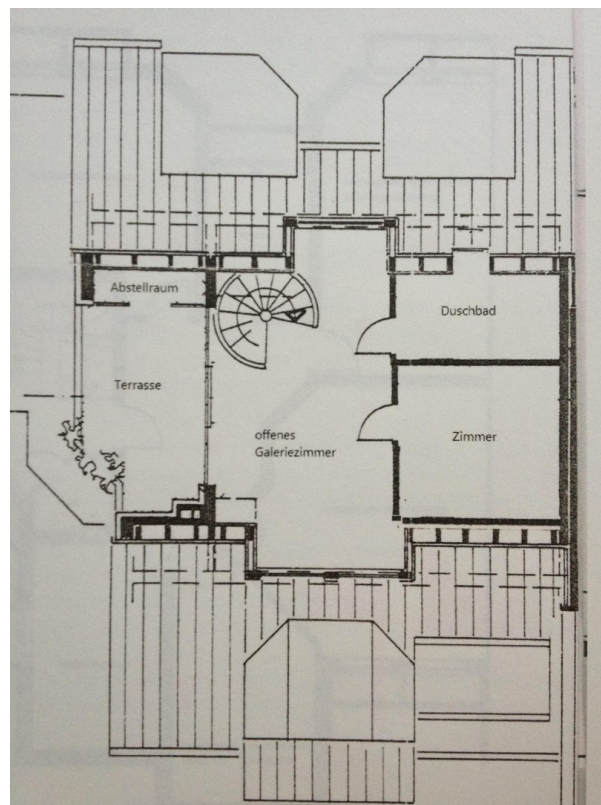 Abstellraum
Duschbad
Terrasse
offenes
Galeriezimmer
Zimmer